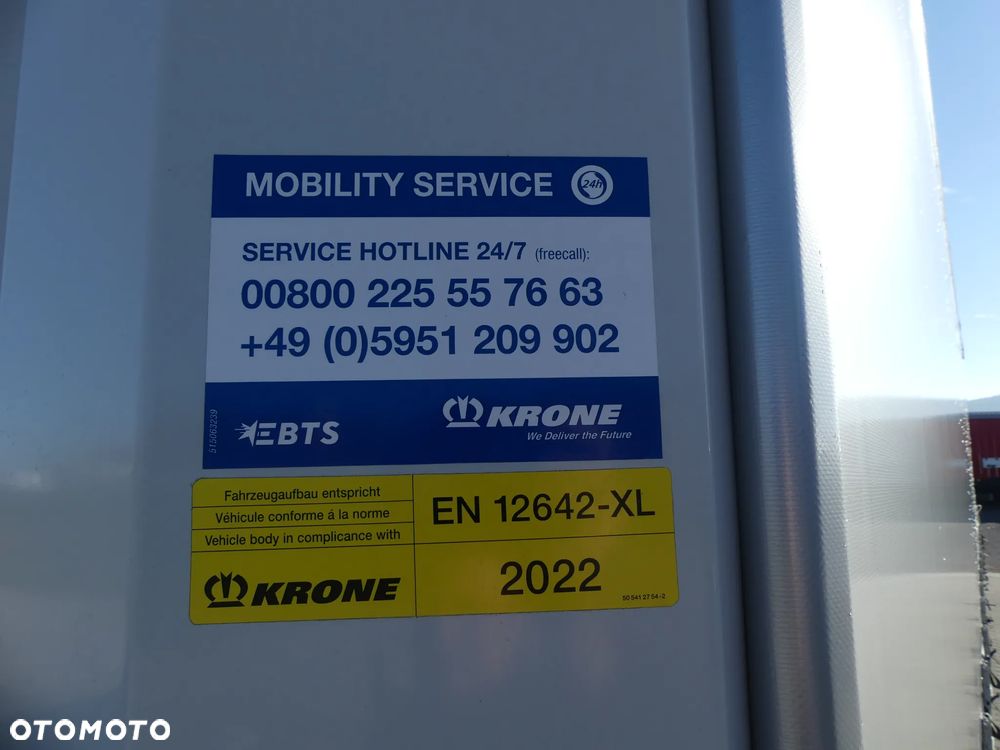 MOBILITY SERVICE 24h
SERVICE HOTLINE 24/7 (freecall):
00800 225 55 76 63
+49 (0)5951 209 902
515063239
EBTS
KRONE
We Deliver the Future
Fahrzeugaufbau entspricht
Véhicule conforme á la norme
Vehicle body in complicance with
EN 12642-XL
KRONE
2022
50 541 27 54-2
OTOMOTO